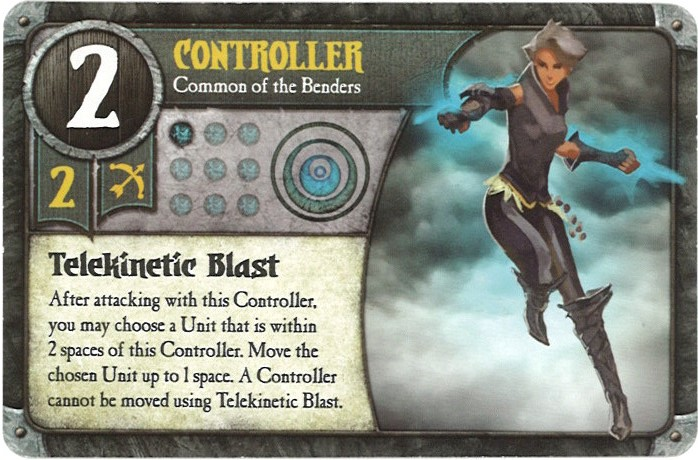 2
CONTROLLER
Common of the Benders
2
Telekinetic Blast
After attacking with this Controller,
you may choose a Unit that is within
2 spaces of this Controller. Move the
chosen Unit up to 1 space. A Controller
cannot be moved using Telekinetic Blast.